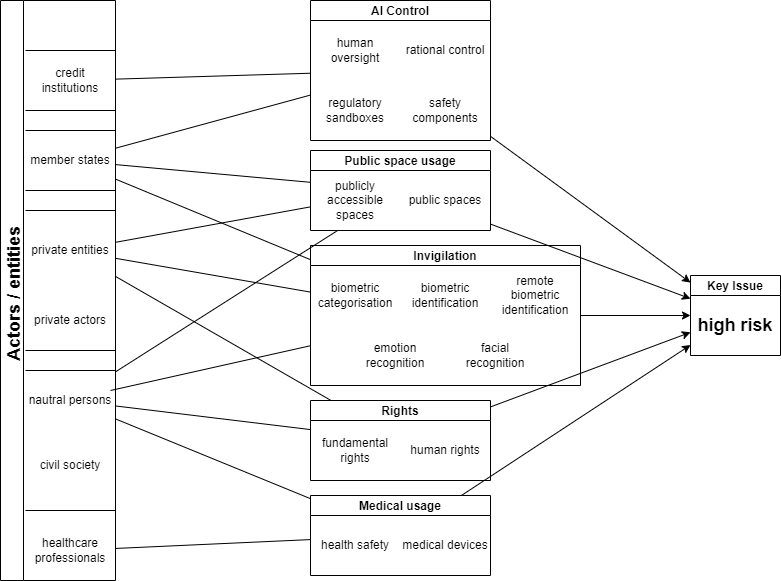 Actors / entities
credit
institutions
member states
private entities
private actors
nautral persons
civil society
healthcare
professionals
AI Control
human
oversight
rational control
regulatory
sandboxes
safety
components
Public space usage
publicly
accessible
spaces
public spaces
Invigilation
biometric
categorisation
biometric
identification
remote
biometric
identification
emotion
recognition
facial
recognition
Rights
fundamental
rights
human rights
Medical usage
health safety
medical devices
Key Issue
high risk